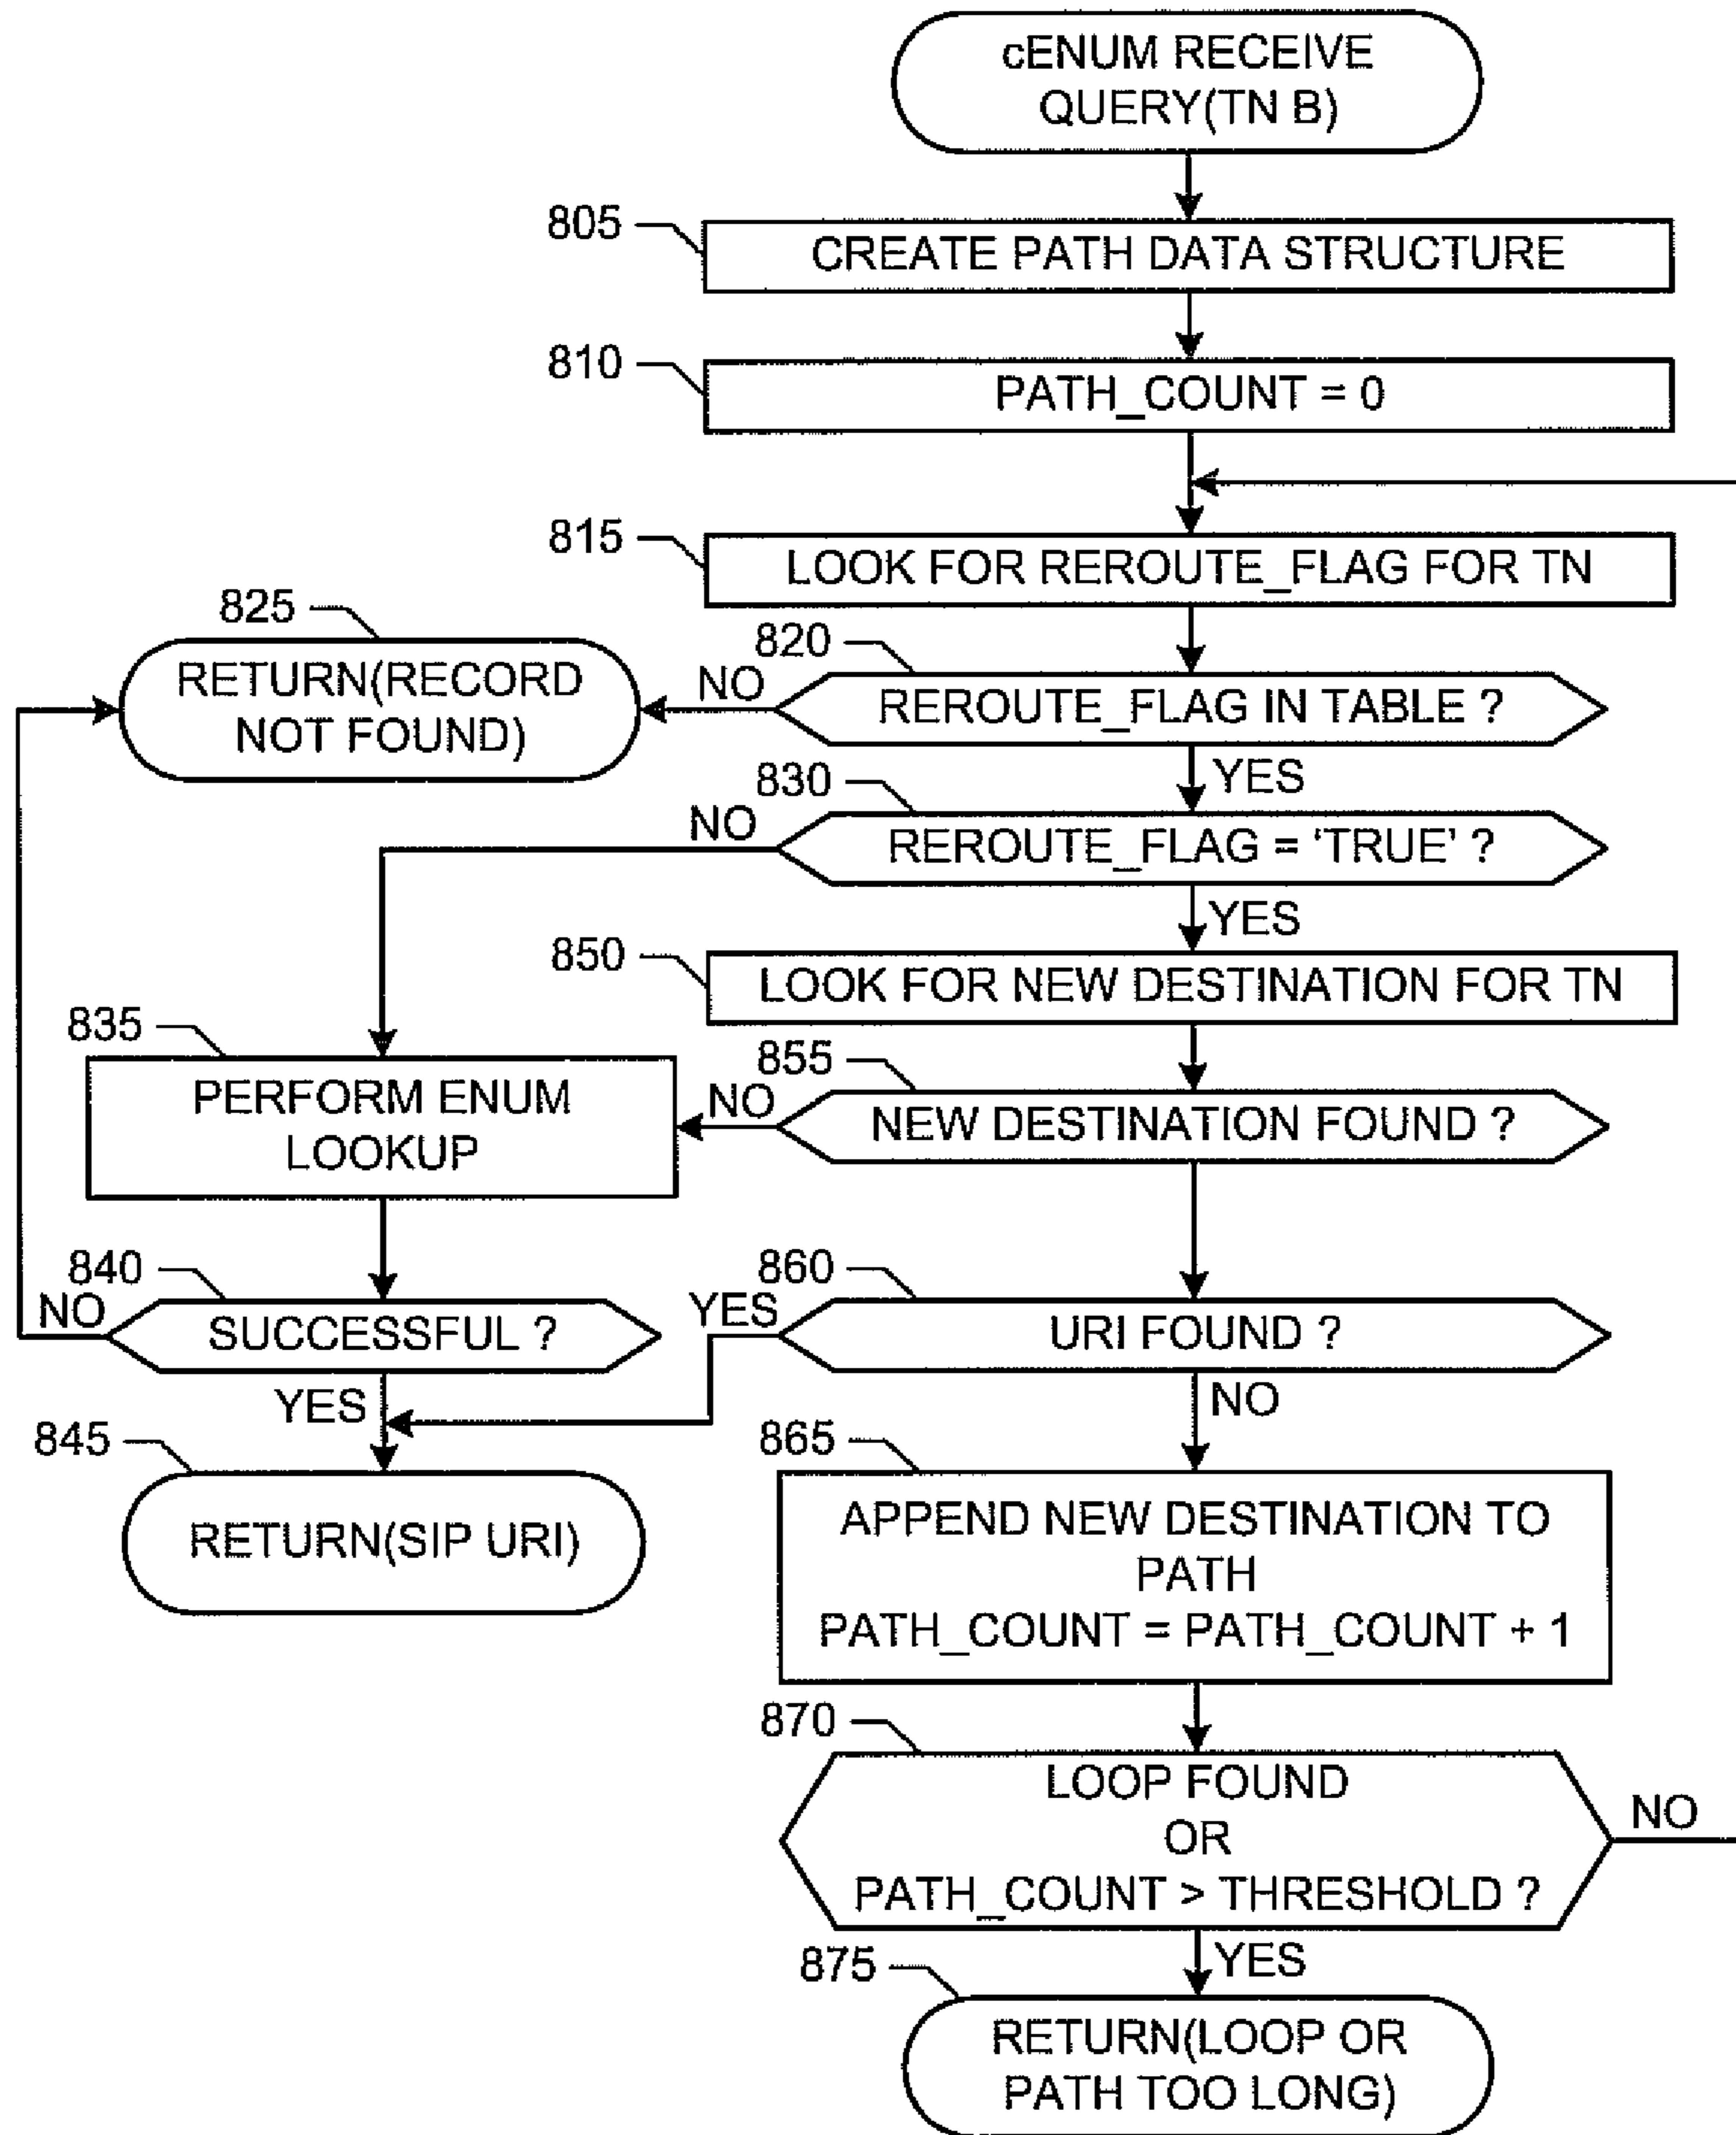 cENUM RECEIVE
QUERY(TN B)
805
CREATE PATH DATA STRUCTURE
810
PATH_COUNT = 0
815
LOOK FOR REROUTE_FLAG FOR TN
825
RETURN(RECORD
NOT FOUND)
820
NO
REROUTE_FLAG IN TABLE ?
YES
830
NO
REROUTE_FLAG = ‘TRUE’ ?
YES
850
LOOK FOR NEW DESTINATION FOR TN
835
PERFORM ENUM
LOOKUP
855
NO
NEW DESTINATION FOUND ?
840
NO
SUCCESSFUL ?
YES
860
YES
URI FOUND ?
NO
845
RETURN(SIP URI)
865
APPEND NEW DESTINATION TO
PATH
PATH_COUNT = PATH_COUNT + 1
870
LOOP FOUND
OR
PATH_COUNT > THRESHOLD ?
NO
YES
875
RETURN(LOOP OR
PATH TOO LONG)